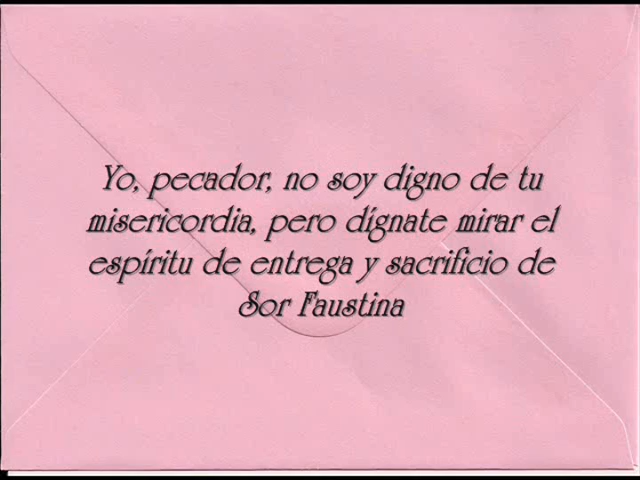 Yo, pecador, no soy digno de tu
misericordia, pero dígnate mirar el
espíritu de entrega y sacrificio de
Sor Faustina